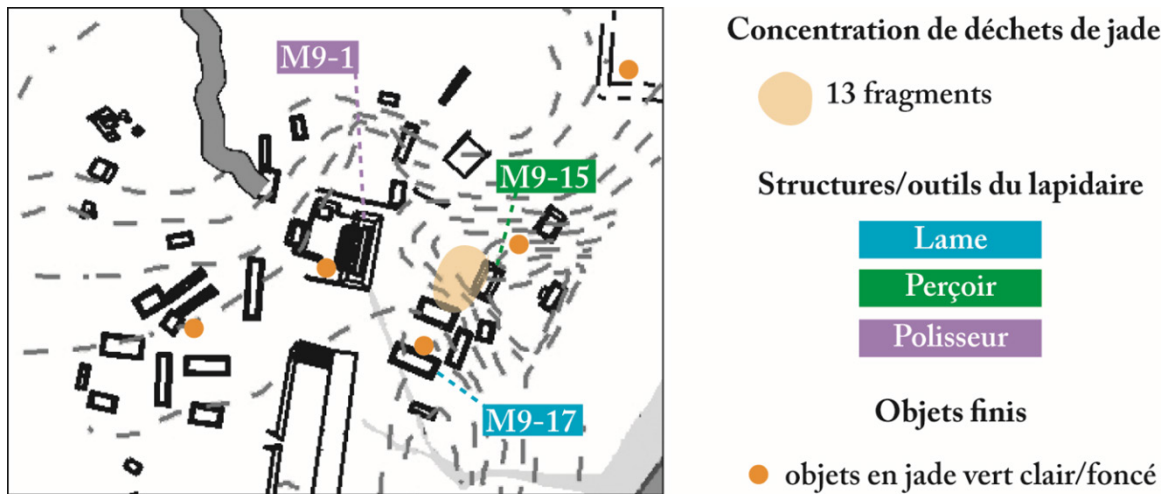 M9-1
M9-15
M9-17
Concentration de déchets de jade
13 fragments
Structures/outils du lapidaire
Lame
Perçoir
Polisseur
Objets finis
objets en jade vert clair/foncé